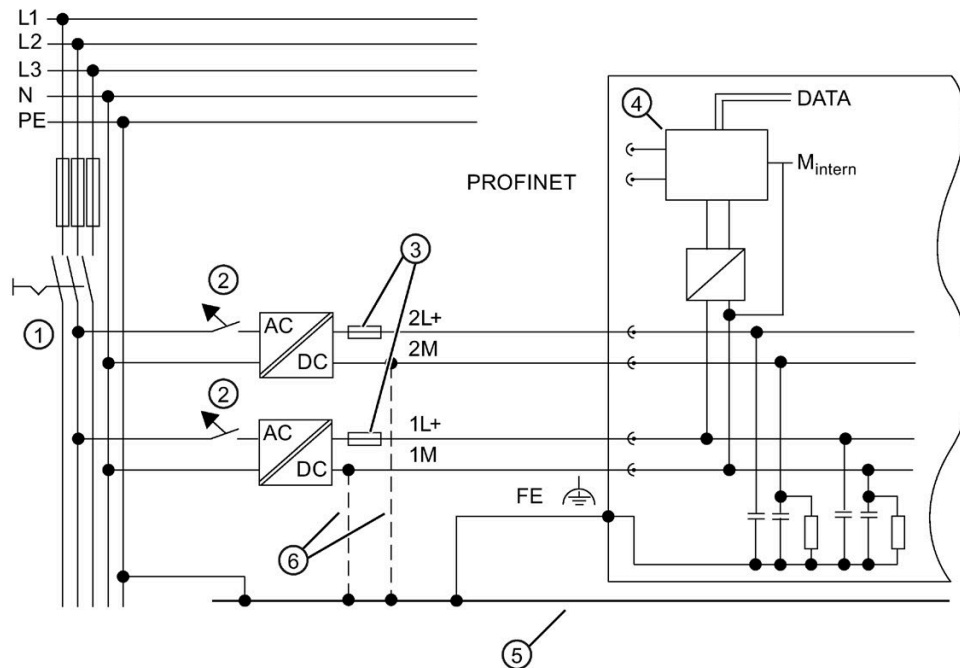 L1
L2
L3
N
PE
4
DATA
M intern
PROFINET
2
3
1
AC
DC
2L+
2M
2
AC
DC
1L+
1M
FE
6
5